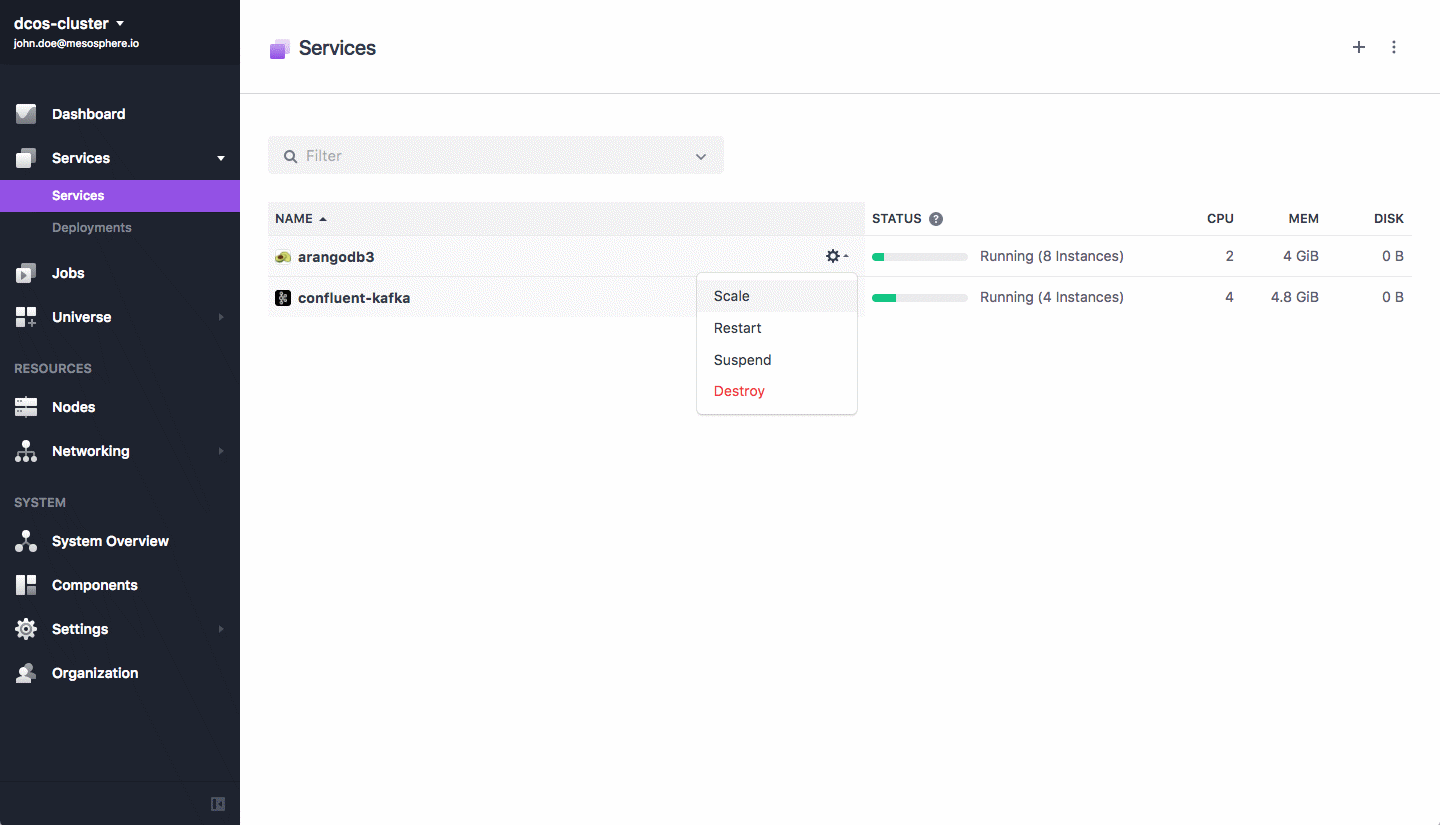 dcos-cluster
john.doe@mesosphere.io
Dashboard
Services
Services
Deployments
Jobs
Universe
RESOURCES
Nodes
Networking
SYSTEM
System Overview
Components
Settings
Organization
Services
Filter
NAME STATUS ? CPU MEM DISK
arangodb3 Running (8 Instances) 2 4 GiB 0 B
confluent-kafka Running (4 Instances) 4 4.8 GiB 0 B
Scale
Restart
Suspend
Destroy